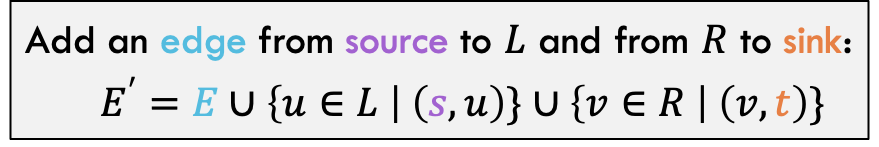 Add an edge from source to L and from R to sink:
E′ = E ∪ {u ∈ L | (s, u)} ∪ {v ∈ R | (v, t)}